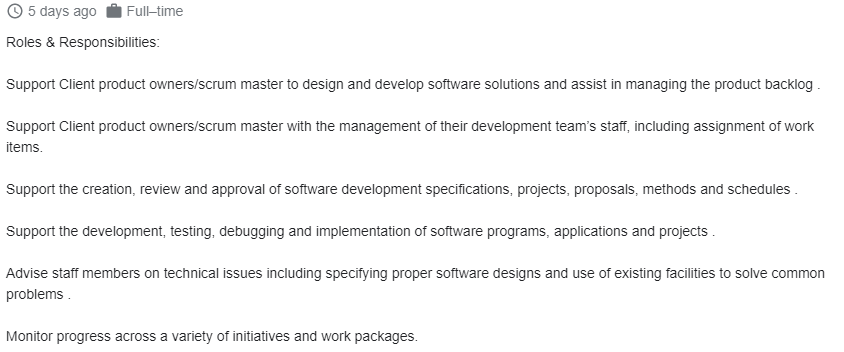 5 days ago Full–time
Roles & Responsibilities:
Support Client product owners/scrum master to design and develop software solutions and assist in managing the product backlog .
Support Client product owners/scrum master with the management of their development team's staff, including assignment of work
items.
Support the creation, review and approval of software development specifications, projects, proposals, methods and schedules .
Support the development, testing, debugging and implementation of software programs, applications and projects .
Advise staff members on technical issues including specifying proper software designs and use of existing facilities to solve common
problems .
Monitor progress across a variety of initiatives and work packages.